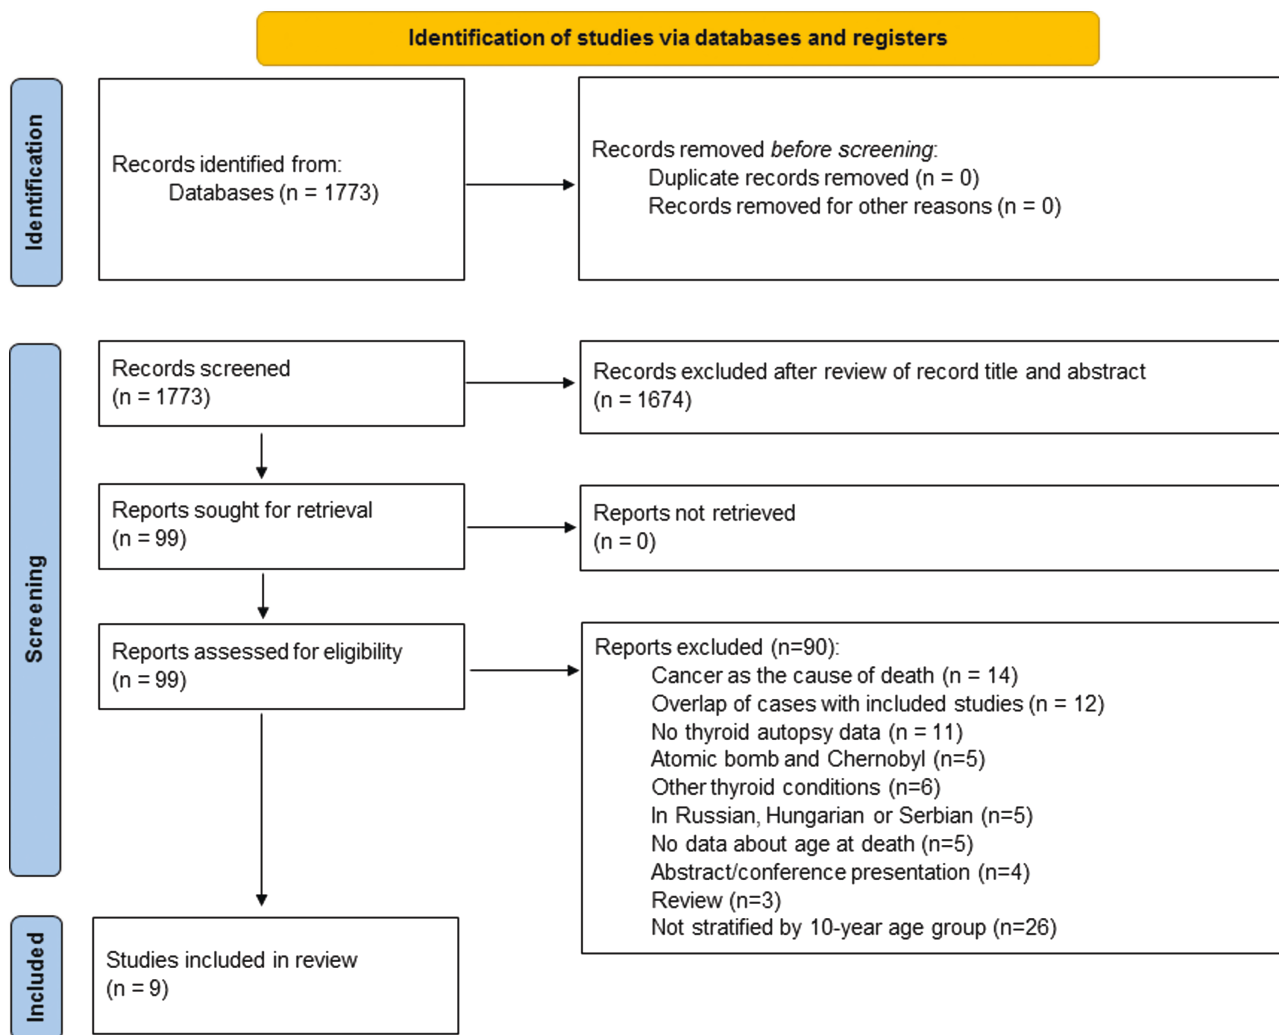 Identification of studies via databases and registers
Identification
Records identified from:
Databases (n = 1773)
Records removed before screening:
Duplicate records removed (n = 0)
Records removed for other reasons (n = 0)
Screening
Records screened
(n = 1773)
Records excluded after review of record title and abstract
(n = 1674)
Reports sought for retrieval
(n = 99)
Reports not retrieved
(n = 0)
Reports assessed for eligibility
(n = 99)
Reports excluded (n=90):
Cancer as the cause of death (n = 14)
Overlap of cases with included studies (n = 12)
No thyroid autopsy data (n = 11)
Atomic bomb and Chernobyl (n=5)
Other thyroid conditions (n=6)
In Russian, Hungarian or Serbian (n=5)
No data about age at death (n=5)
Abstract/conference presentation (n=4)
Review (n=3)
Not stratified by 10-year age group (n=26)
Included
Studies included in review
(n = 9)